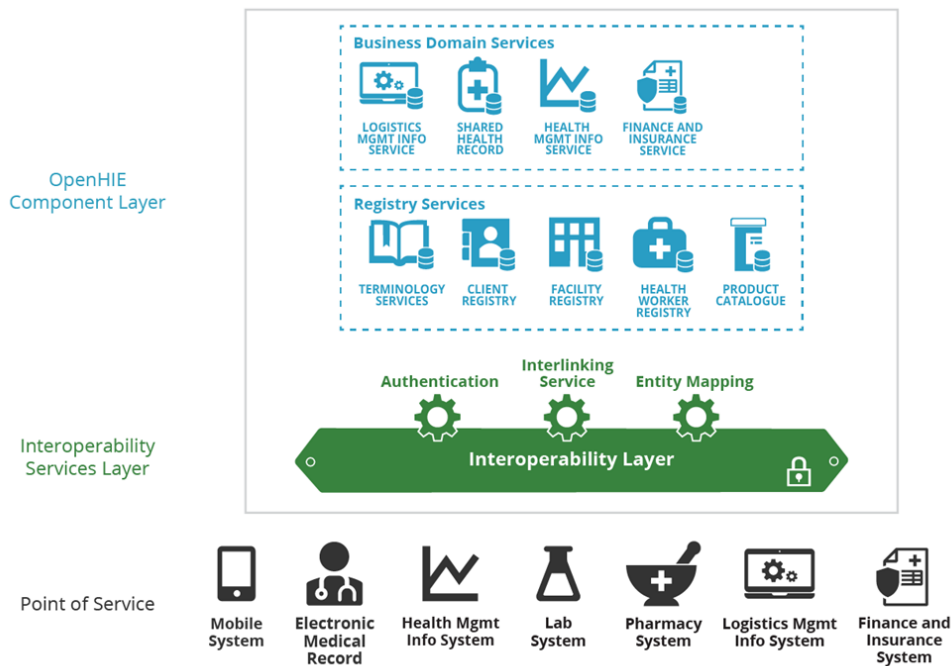 Business Domain Services
LOGISTICS
MGMT INFO
SERVICE
SHARED
HEALTH
RECORD
HEALTH
MGMT INFO
SERVICE
FINANCE AND
INSURANCE
SERVICE
OpenHIE
Component Layer
Registry Services
TERMINOLOGY
SERVICES
CLIENT
REGISTRY
FACILITY
REGISTRY
HEALTH
WORKER
REGISTRY
PRODUCT
CATALOGUE
Authentication
Interlinking
Service
Entity Mapping
Interoperability
Services Layer
Interoperability Layer
Point of Service
Mobile
System
Electronic
Medical
Record
Health Mgmt
Info System
Lab
System
Pharmacy
System
Logistics Mgmt
Info System
Finance and
Insurance
System